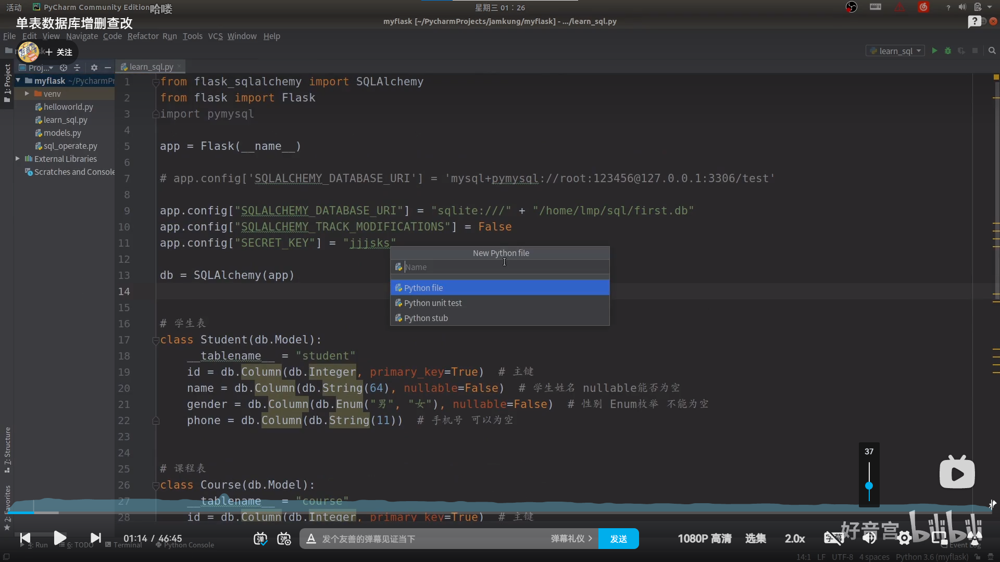 活动 PyCharm Community Edition 哈喽 星期三 01:26 ?
单表数据库增删查改
myflask [~/PycharmProjects/jamkung/myflask] - .../learn_sql.py ?
File Edit View Navigate Code Refactor Run Tools VCS Window Help
+ 关注 learn_sql
Proj... learn_sql.py
1: Project
myflask ~/PycharmPr
venv
helloworld.py
learn_sql.py
models.py
sql_operate.py
External Libraries
Scratches and Console
7: Structure
2: Favorites
1 from flask_sqlalchemy import SQLAlchemy
2 from flask import Flask
3 import pymysql
4
5 app = Flask(__name__)
6
7 # app.config['SQLALCHEMY_DATABASE_URI'] = 'mysql+pymysql://root:123456@127.0.0.1:3306/test'
8
9 app.config["SQLALCHEMY_DATABASE_URI"] = "sqlite:///" + "/home/lmp/sql/first.db"
10 app.config["SQLALCHEMY_TRACK_MODIFICATIONS"] = False
11 app.config["SECRET_KEY"] = "jjjsks"
12
13 db = SQLAlchemy(app)
14
15
16 # 学生表
17 class Student(db.Model):
18 __tablename__ = "student"
19 id = db.Column(db.Integer, primary_key=True) # 主键
20 name = db.Column(db.String(64), nullable=False) # 学生姓名 nullable能否为空
21 gender = db.Column(db.Enum("男", "女"), nullable=False) # 性别 Enum枚举 不能为空
22 phone = db.Column(db.String(11)) # 手机号 可以为空
23
24
25 # 课程表
26 class Course(db.Model):
27 __tablename__ = "course"
28 id = db.Column(db.Integer, primary_key=True) # 主键
New Python file
Name
Python file
Python unit test
Python stub
37
好音宫 bilibili
01:14 / 46:45 弹 弹 A 发个友善的弹幕见证当下 弹幕礼仪 > 发送 1080P 高清 选集 2.0x 字幕
4: Run 6: TODO Terminal Python Console Event Log
14:1 LF UTF-8 4 spaces Python 3.6 (myflask)